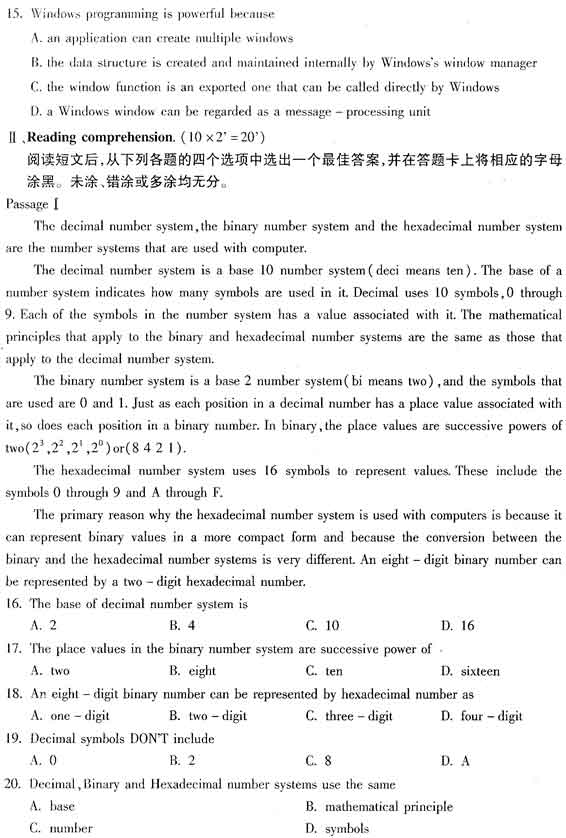 15. Windows programming is powerful because
A. an application can create multiple windows
B. the data structure is created and maintained internally by Windows's window manager
C. the window function is an exported one that can be called directly by Windows
D. a Windows window can be regarded as a message – processing unit
Ⅱ、Reading comprehension. (10×2'=20')
阅读短文后,从下列各题的四个选项中选出一个最佳答案,并在答题卡上将相应的字母
涂黑。未涂、错涂或多涂均无分。
Passage Ⅰ
The decimal number system,the binary number system and the hexadecimal number system
are the number systems that are used with computer.
The decimal number system is a base 10 number system(deci means ten). The base of a
number system indicates how many symbols are used in it. Decimal uses 10 symbols,0 through
9. Each of the symbols in the number system has a value associated with it. The mathematical
principles that apply to the binary and hexadecimal number systems are the same as those that
apply to the decimal number system.
The binary number system is a base 2 number system(bi means two),and the symbols that
are used are 0 and 1. Just as each position in a decimal number has a place value associated with
it,so does each position in a binary number. In binary,the place values are successive powers of
two(2³,2²,2¹,2⁰)or(8 4 2 1).
The hexadecimal number system uses 16 symbols to represent values. These include the
symbols 0 through 9 and A through F.
The primary reason why the hexadecimal number system is used with computers is because it
can represent binary values in a more compact form and because the conversion between the
binary and the hexadecimal number systems is very different. An eight – digit binary number can
be represented by a two – digit hexadecimal number.
16. The base of decimal number system is
A. 2 B. 4 C. 10 D. 16
17. The place values in the binary number system are successive power of
A. two B. eight C. ten D. sixteen
18. An eight – digit binary number can be represented by hexadecimal number as
A. one – digit B. two – digit C. three – digit D. four – digit
19. Decimal symbols DON'T include
A. 0 B. 2 C. 8 D. A
20. Decimal,Binary and Hexadecimal number systems use the same
A. base B. mathematical principle
C. number D. symbols